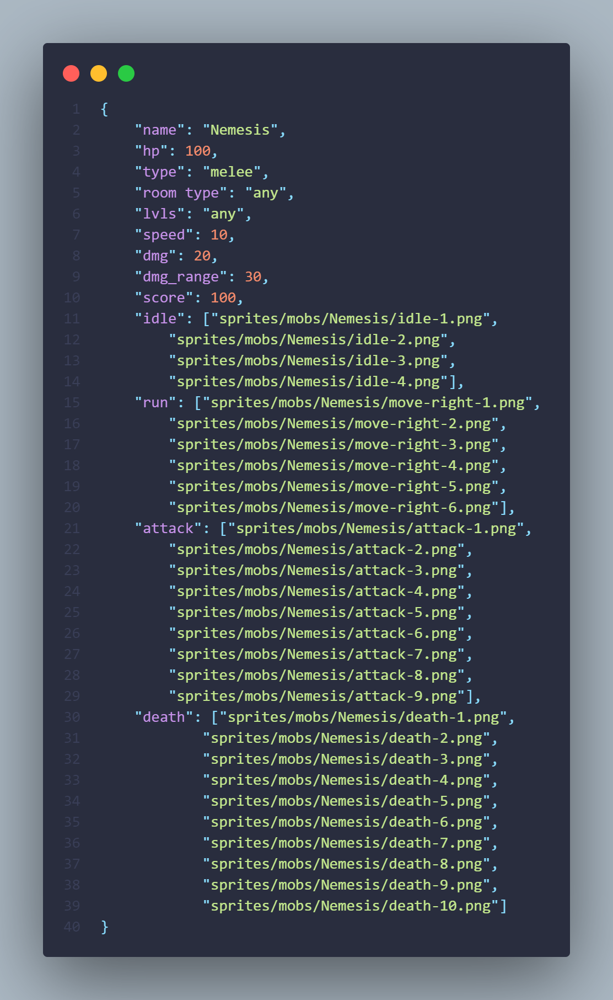 1 {
2     "name": "Nemesis",
3     "hp": 100,
4     "type": "melee",
5     "room type": "any",
6     "lvls": "any",
7     "speed": 10,
8     "dmg": 20,
9     "dmg_range": 30,
10     "score": 100,
11     "idle": ["sprites/mobs/Nemesis/idle-1.png",
12         "sprites/mobs/Nemesis/idle-2.png",
13         "sprites/mobs/Nemesis/idle-3.png",
14         "sprites/mobs/Nemesis/idle-4.png"],
15     "run": ["sprites/mobs/Nemesis/move-right-1.png",
16         "sprites/mobs/Nemesis/move-right-2.png",
17         "sprites/mobs/Nemesis/move-right-3.png",
18         "sprites/mobs/Nemesis/move-right-4.png",
19         "sprites/mobs/Nemesis/move-right-5.png",
20         "sprites/mobs/Nemesis/move-right-6.png"],
21     "attack": ["sprites/mobs/Nemesis/attack-1.png",
22         "sprites/mobs/Nemesis/attack-2.png",
23         "sprites/mobs/Nemesis/attack-3.png",
24         "sprites/mobs/Nemesis/attack-4.png",
25         "sprites/mobs/Nemesis/attack-5.png",
26         "sprites/mobs/Nemesis/attack-6.png",
27         "sprites/mobs/Nemesis/attack-7.png",
28         "sprites/mobs/Nemesis/attack-8.png",
29         "sprites/mobs/Nemesis/attack-9.png"],
30     "death": ["sprites/mobs/Nemesis/death-1.png",
31             "sprites/mobs/Nemesis/death-2.png",
32             "sprites/mobs/Nemesis/death-3.png",
33             "sprites/mobs/Nemesis/death-4.png",
34             "sprites/mobs/Nemesis/death-5.png",
35             "sprites/mobs/Nemesis/death-6.png",
36             "sprites/mobs/Nemesis/death-7.png",
37             "sprites/mobs/Nemesis/death-8.png",
38             "sprites/mobs/Nemesis/death-9.png",
39             "sprites/mobs/Nemesis/death-10.png"]
40 }